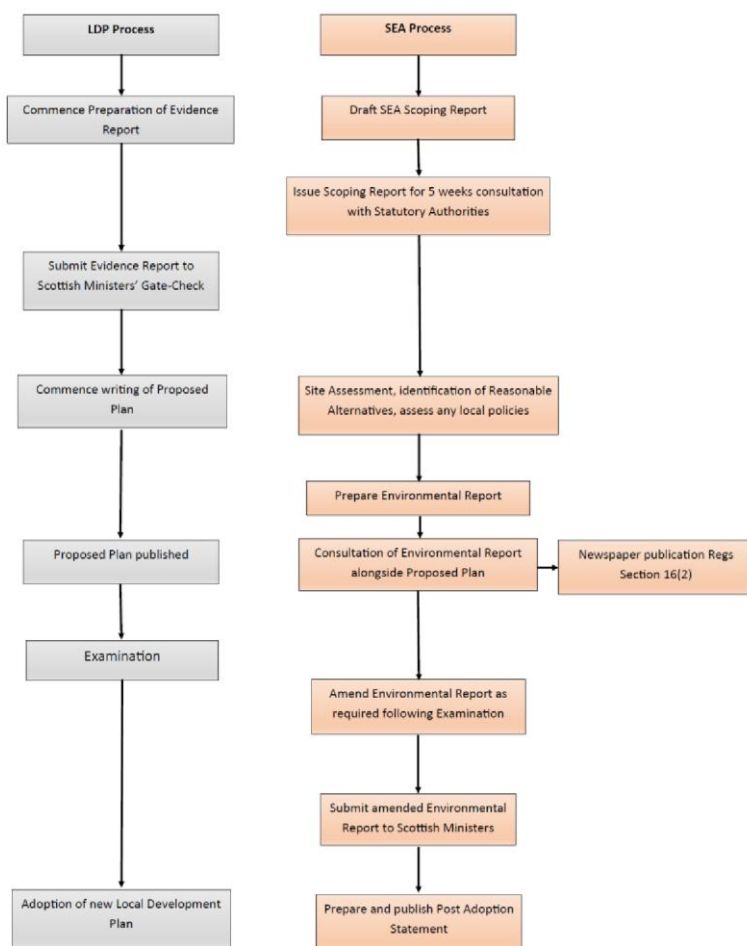 LDP Process
Commence Preparation of Evidence
Report
Submit Evidence Report to
Scottish Ministers' Gate-Check
Commence writing of Proposed
Plan
Proposed Plan published
Examination
Adoption of new Local Development
Plan
SEA Process
Draft SEA Scoping Report
Issue Scoping Report for 5 weeks consultation
with Statutory Authorities
Site Assessment, identification of Reasonable
Alternatives, assess any local policies
Prepare Environmental Report
Consultation of Environmental Report
alongside Proposed Plan
Newspaper publication Regs
Section 16(2)
Amend Environmental Report as
required following Examination
Submit amended Environmental
Report to Scottish Ministers
Prepare and publish Post Adoption
Statement